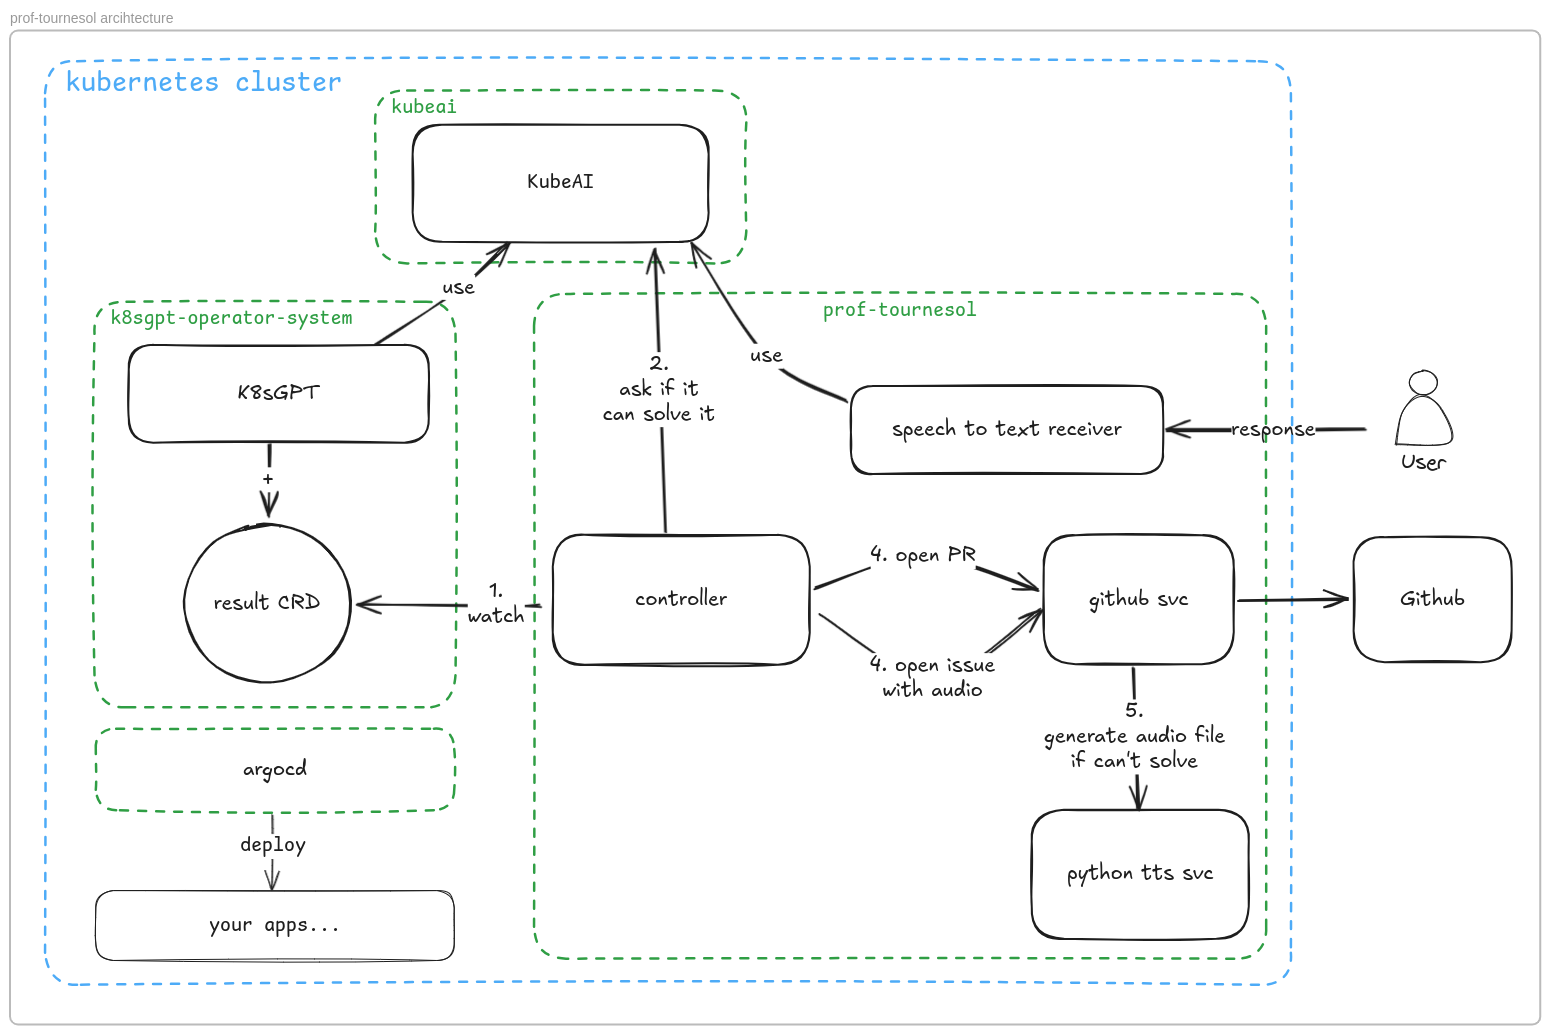 prof-tournesol arcihtecture
kubernetes cluster
kubeai
KubeAI
use
k8sgpt-operator-system
K8sGPT
+
result CRD
argocd
deploy
your apps...
prof-tournesol
2.
ask if it
can solve it
use
speech to text receiver
response
User
1.
watch
controller
4. open PR
4. open issue
with audio
github svc
Github
5.
generate audio file
if can't solve
python tts svc